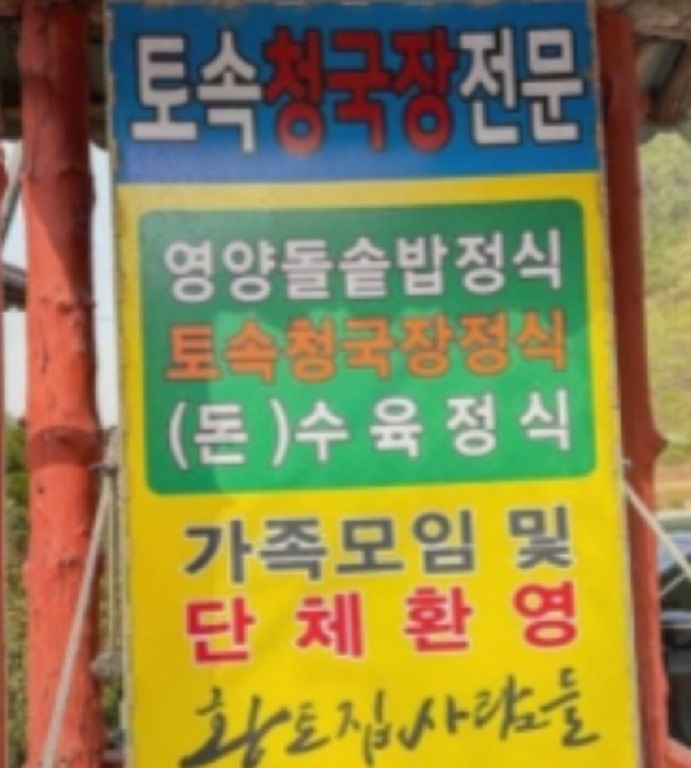 토속청국장전문
영양돌솥밥정식
토속청국장정식
(돈)수육정식
가족모임 및
단체환영
황토집사람들